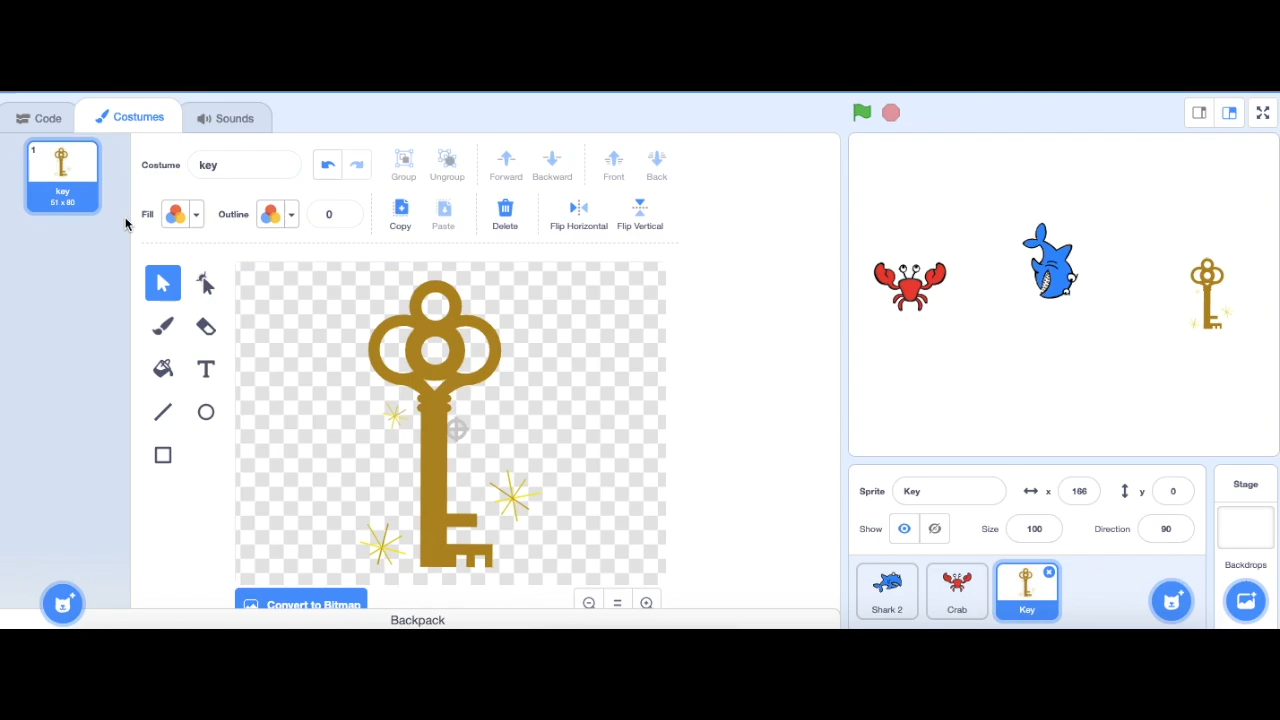 Code
Costumes
Sounds
1
key
51 x 80
Costume
key
Group
Ungroup
Forward
Backward
Front
Back
Fill
Outline
0
Copy
Paste
Delete
Flip Horizontal
Flip Vertical
Convert to Bitmap
Backpack
Sprite
Key
x
166
y
0
Show
Size
100
Direction
90
Shark 2
Crab
Key
Stage
Backdrops